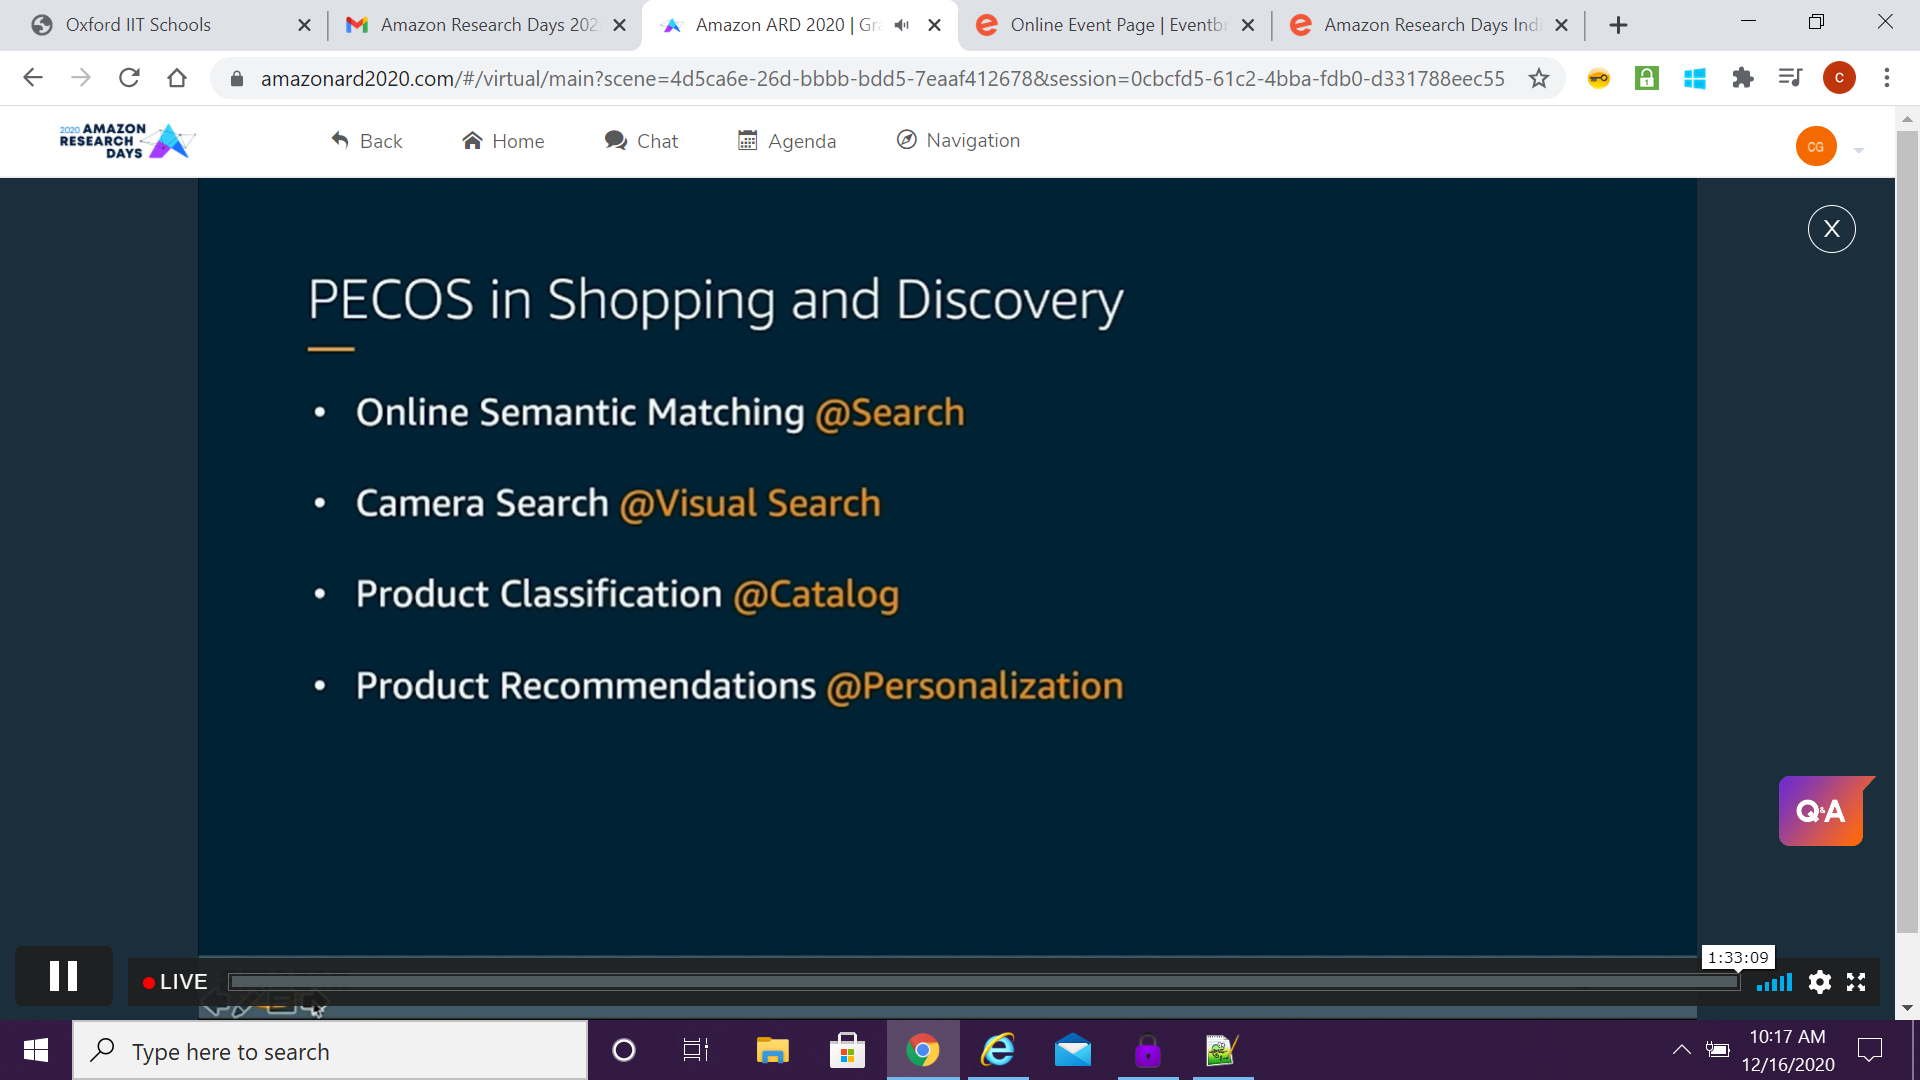 Oxford IIT Schools
Amazon Research Days 202
Amazon ARD 2020 | Gra
Online Event Page | Eventbr
Amazon Research Days Indi
amazonard2020.com/#/virtual/main?scene=4d5ca6e-26d-bbbb-bdd5-7eaaf412678&session=0cbcfd5-61c2-4bba-fdb0-d331788eec55
C
2020 AMAZON
RESEARCH
DAYS
Back
Home
Chat
Agenda
Navigation
CG
X
PECOS in Shopping and Discovery
• Online Semantic Matching @Search
• Camera Search @Visual Search
• Product Classification @Catalog
• Product Recommendations @Personalization
Q&A
1:33:09
LIVE
Type here to search
10:17 AM
12/16/2020